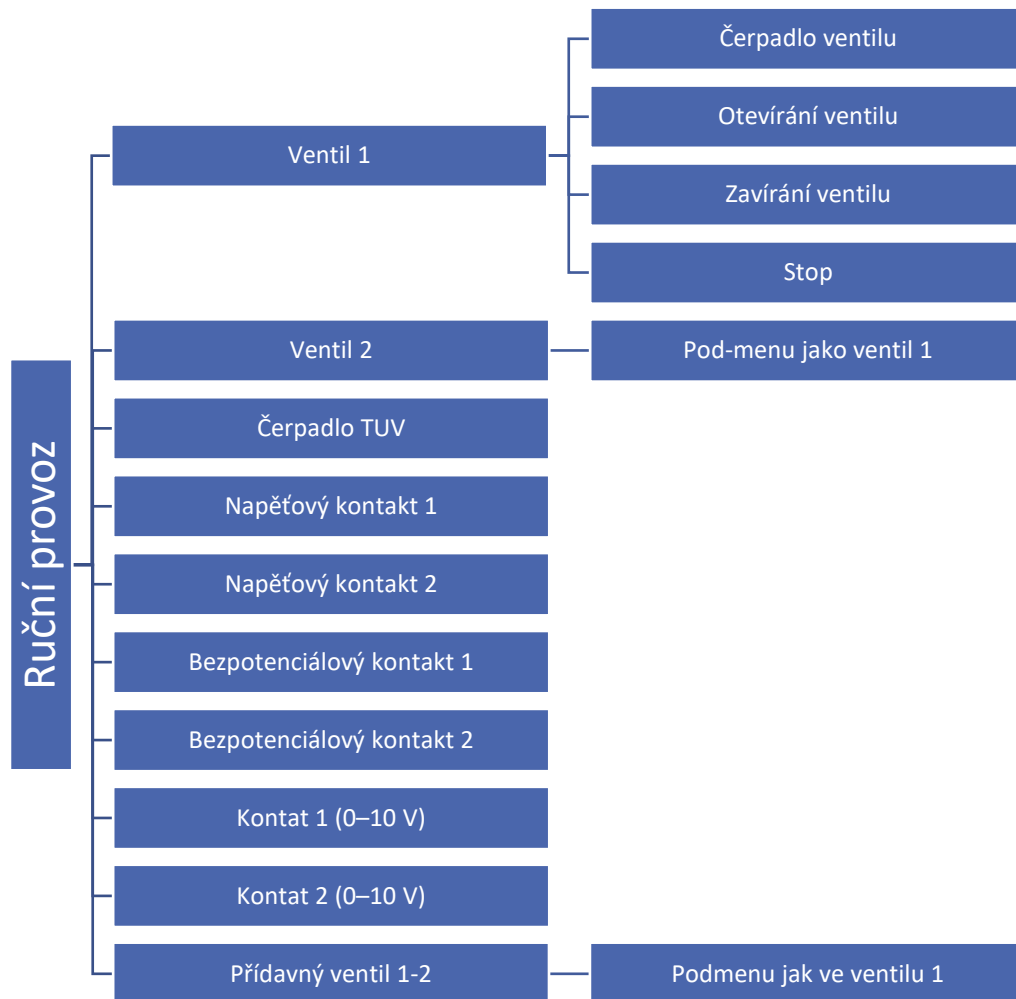 Ruční provoz
Ventil 1
Čerpadlo ventilu
Otevírání ventilu
Zavírání ventilu
Stop
Ventil 2
Pod-menu jako ventil 1
Čerpadlo TUV
Napěťový kontakt 1
Napěťový kontakt 2
Bezpotenciálový kontakt 1
Bezpotenciálový kontakt 2
Kontat 1 (0–10 V)
Kontat 2 (0–10 V)
Přídavný ventil 1-2
Podmenu jak ve ventilu 1